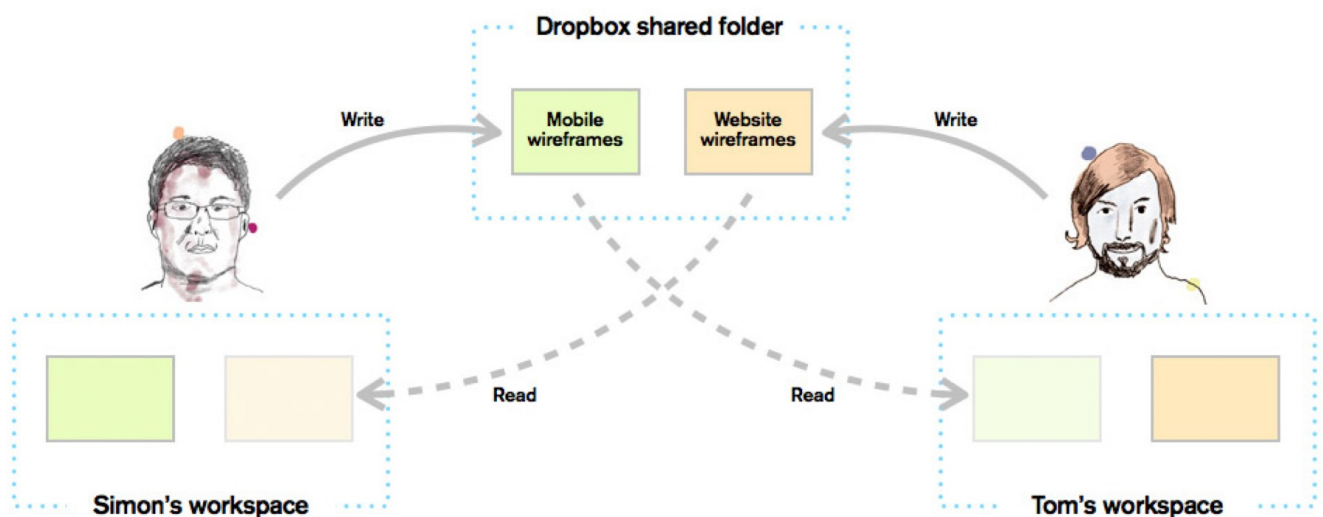 Dropbox shared folder
Write
Mobile
wireframes
Website
wireframes
Write
Read
Read
Simon's workspace
Tom's workspace